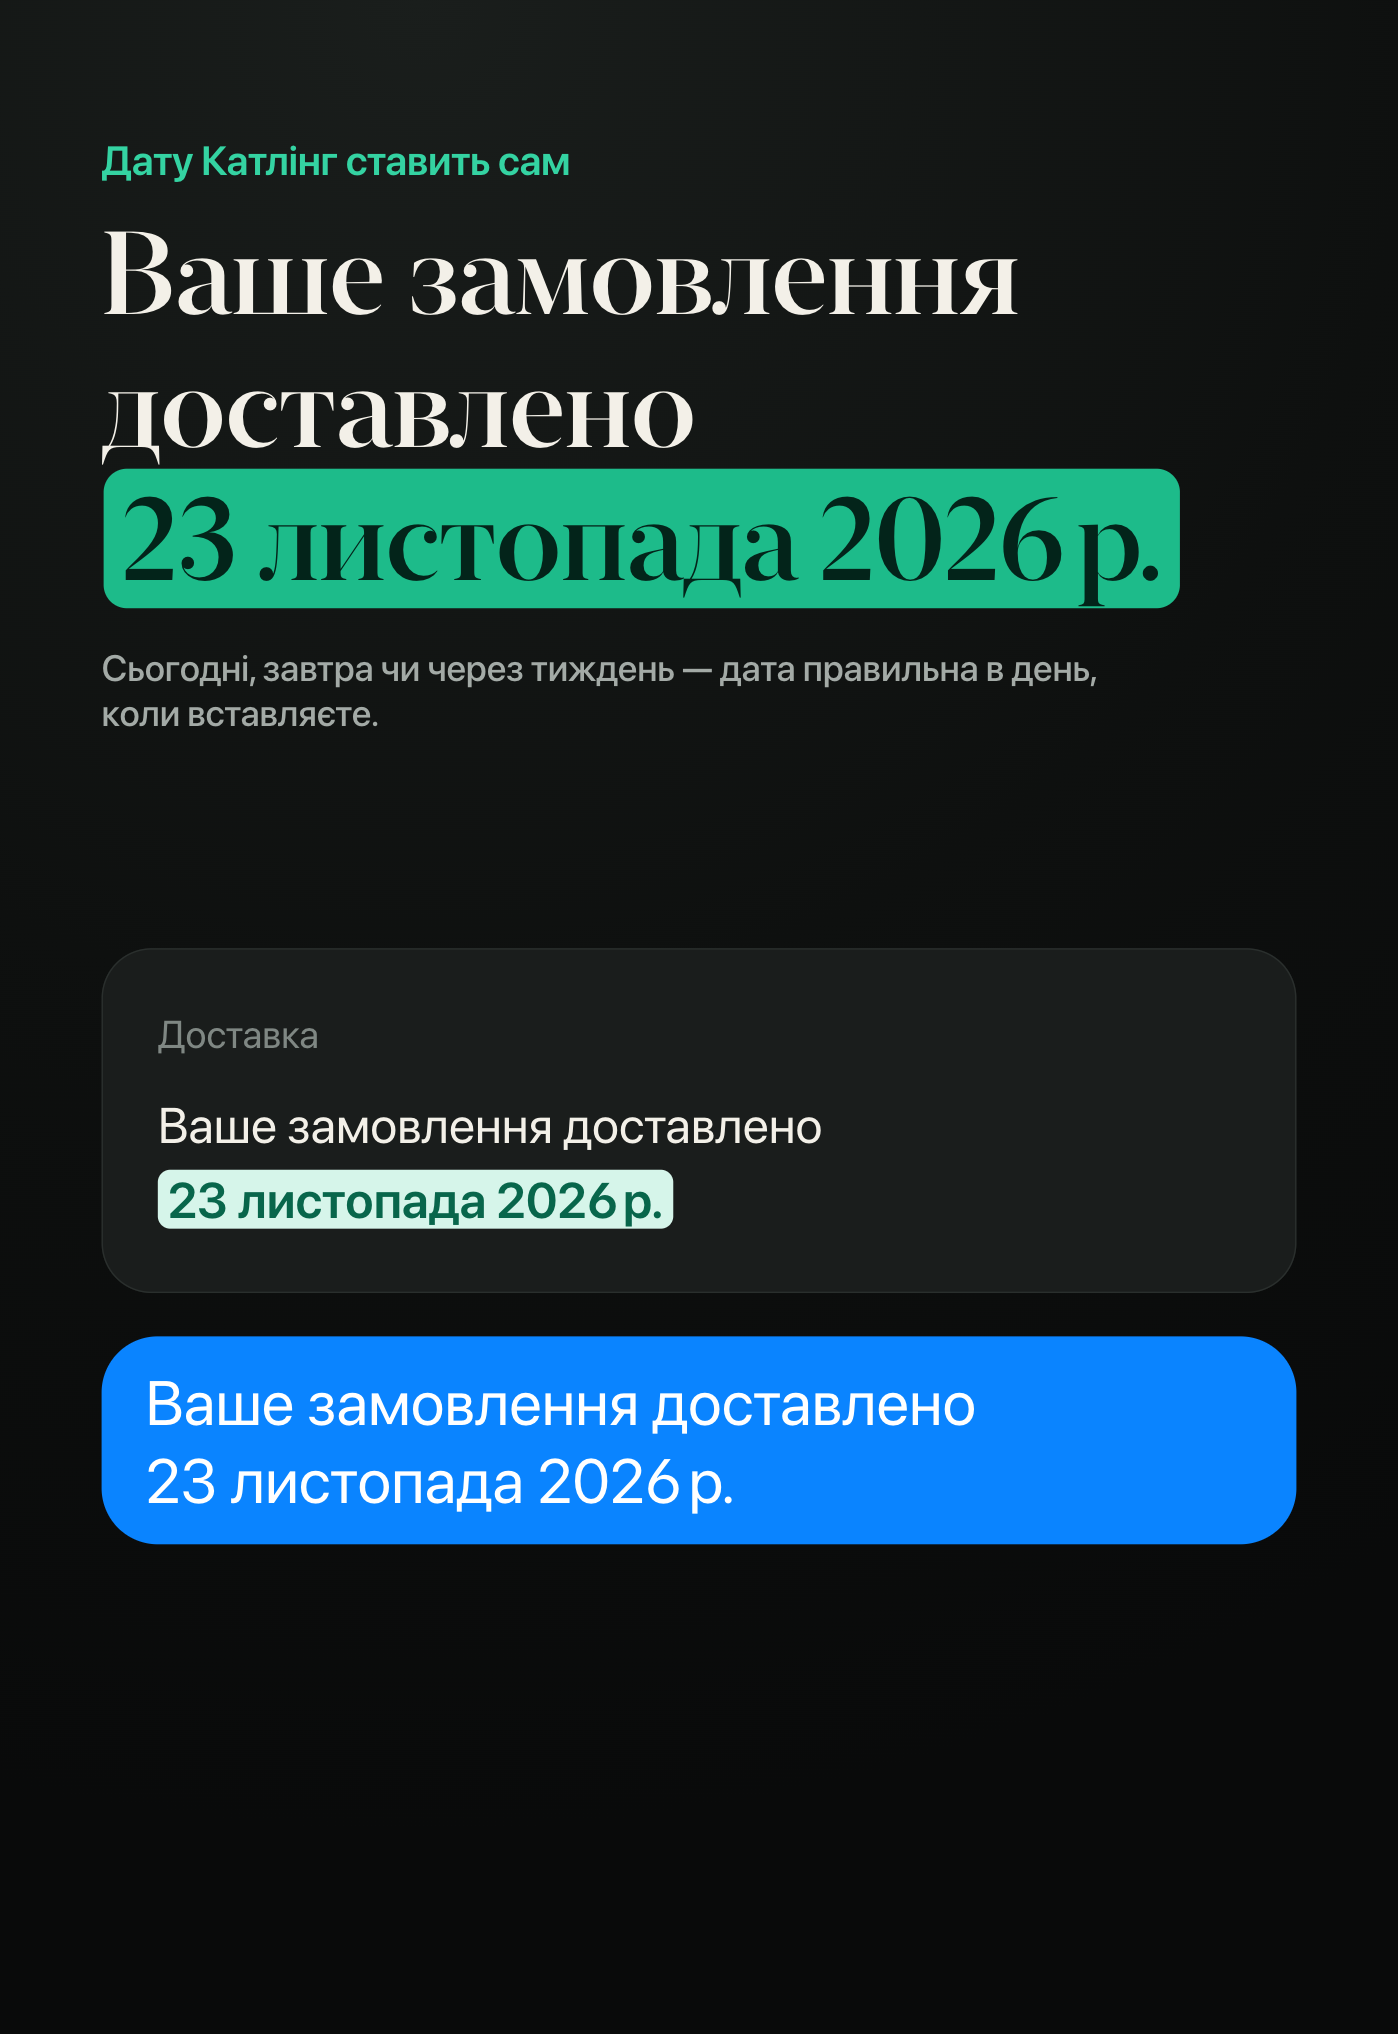 Дату Катлінг ставить сам
Ваше замовлення
доставлено
23 листопада 2026 р.
Сьогодні, завтра чи через тиждень — дата правильна в день,
коли вставляєте.
Доставка
Ваше замовлення доставлено
23 листопада 2026 р.
Ваше замовлення доставлено
23 листопада 2026 р.